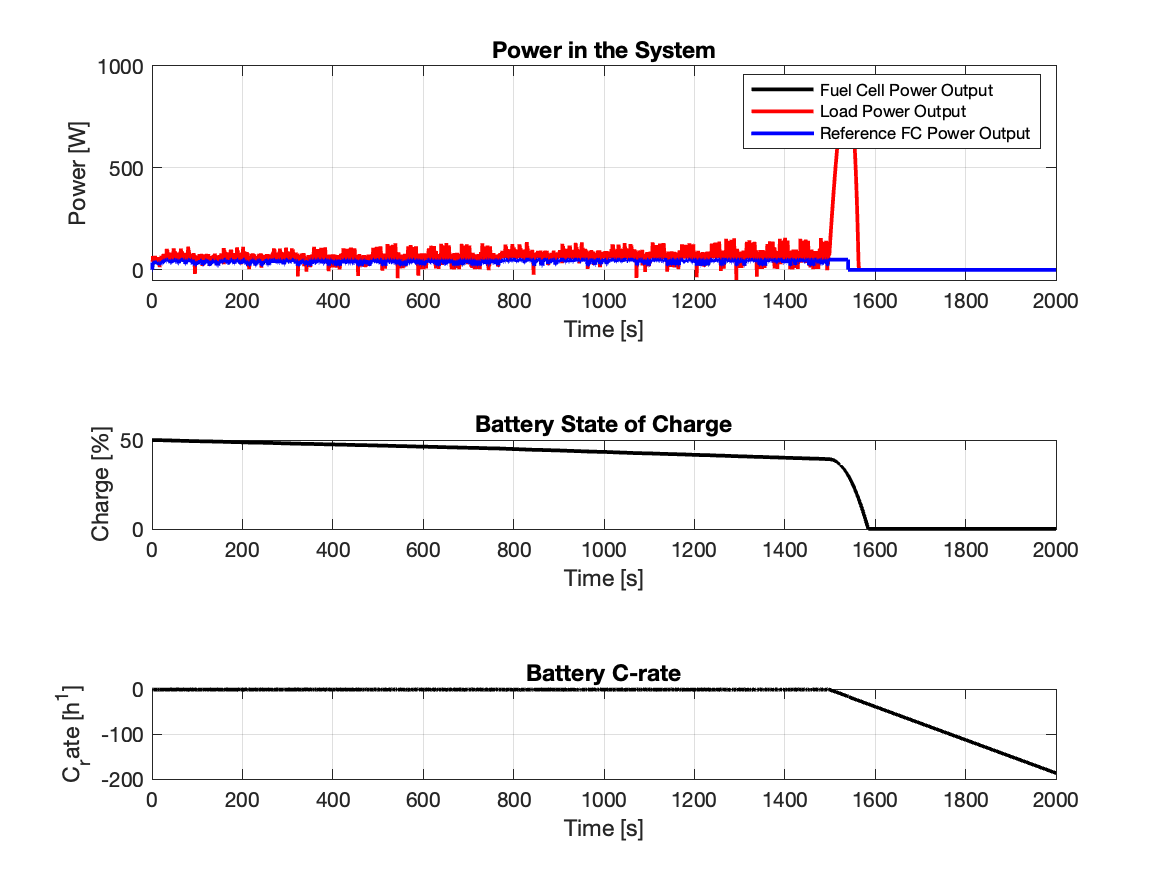 Power in the System
1000
500
0
Power [W]
Fuel Cell Power Output
Load Power Output
Reference FC Power Output
0 200 400 600 800 1000 1200 1400 1600 1800 2000
Time [s]
Battery State of Charge
50
0
Charge [%]
0 200 400 600 800 1000 1200 1400 1600 1800 2000
Time [s]
Battery C-rate
0
-100
-200
C_rate [h^1]
0 200 400 600 800 1000 1200 1400 1600 1800 2000
Time [s]